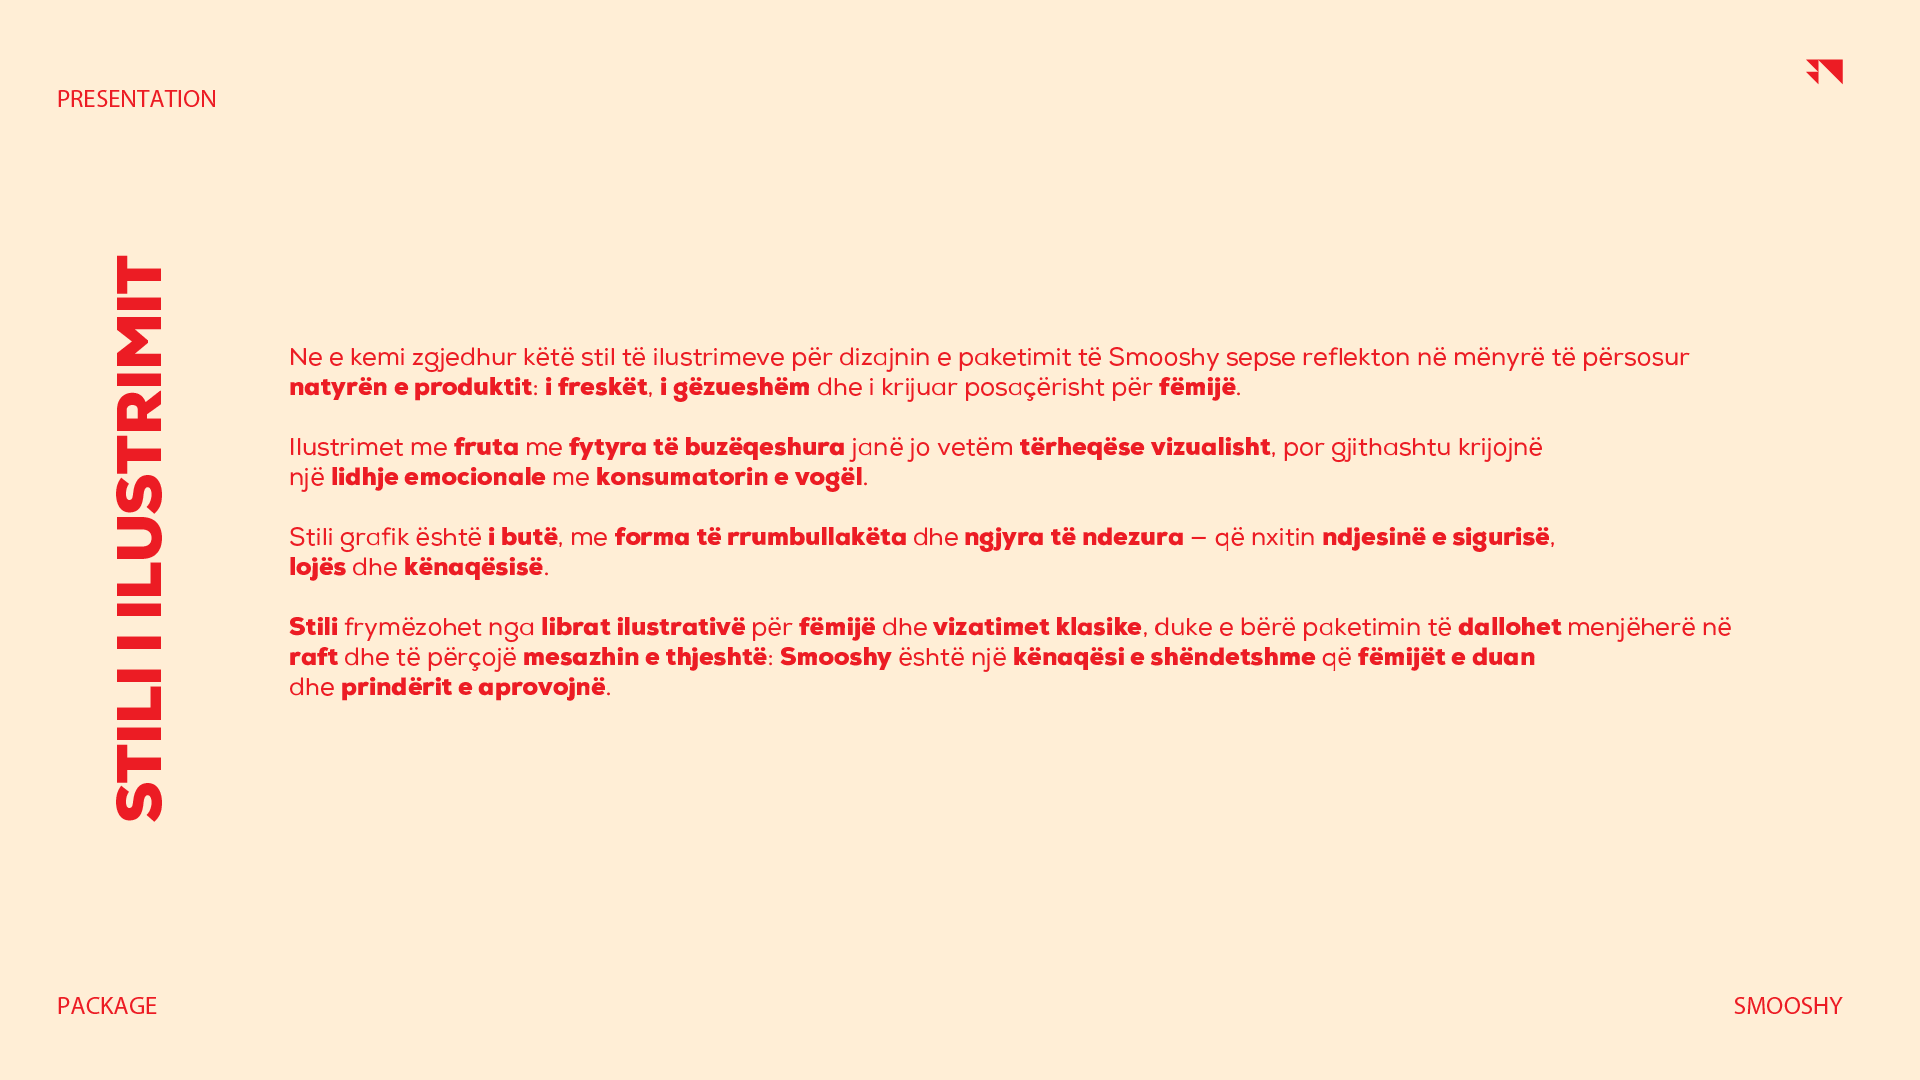 PRESENTATION
STILI I ILUSTRIMIT
Ne e kemi zgjedhur këtë stil të ilustrimeve për dizajnin e paketimit të Smooshy sepse reflekton në mënyrë të përsosur
natyrën e produktit: i freskët, i gëzueshëm dhe i krijuar posaçërisht për fëmijë.
Ilustrimet me fruta me fytyra të buzëqeshura janë jo vetëm tërheqëse vizualisht, por gjithashtu krijojnë
një lidhje emocionale me konsumatorin e vogël.
Stili grafik është i butë, me forma të rrumbullakëta dhe ngjyra të ndezura – që nxitin ndjesinë e sigurisë,
lojës dhe kënaqësisë.
Stili frymëzohet nga librat ilustrativë për fëmijë dhe vizatimet klasike, duke e bërë paketimin të dallohet menjëherë në
raft dhe të përçojë mesazhin e thjeshtë: Smooshy është një kënaqësi e shëndetshme që fëmijët e duan
dhe prindërit e aprovojnë.
PACKAGE
SMOOSHY